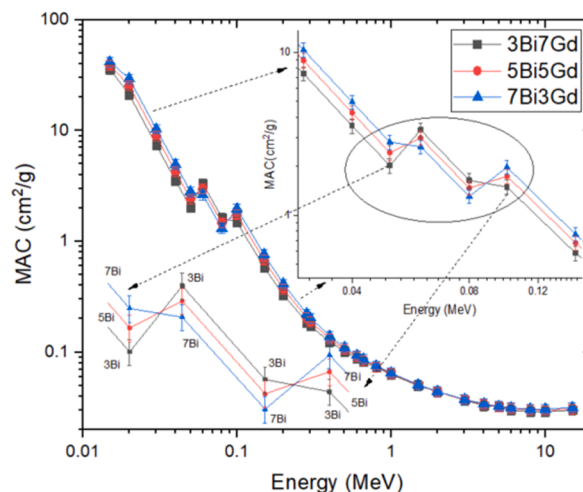 100
10
1
0.1
0.01
0.1
1
10
MAC (cm²/g)
Energy (MeV)
3Bi7Gd
5Bi5Gd
7Bi3Gd
10
1
0.04
0.08
0.12
MAC(cm²/g)
Energy (MeV)
7Bi
5Bi
3Bi
3Bi
7Bi
3Bi
7Bi
7Bi
5Bi
3Bi